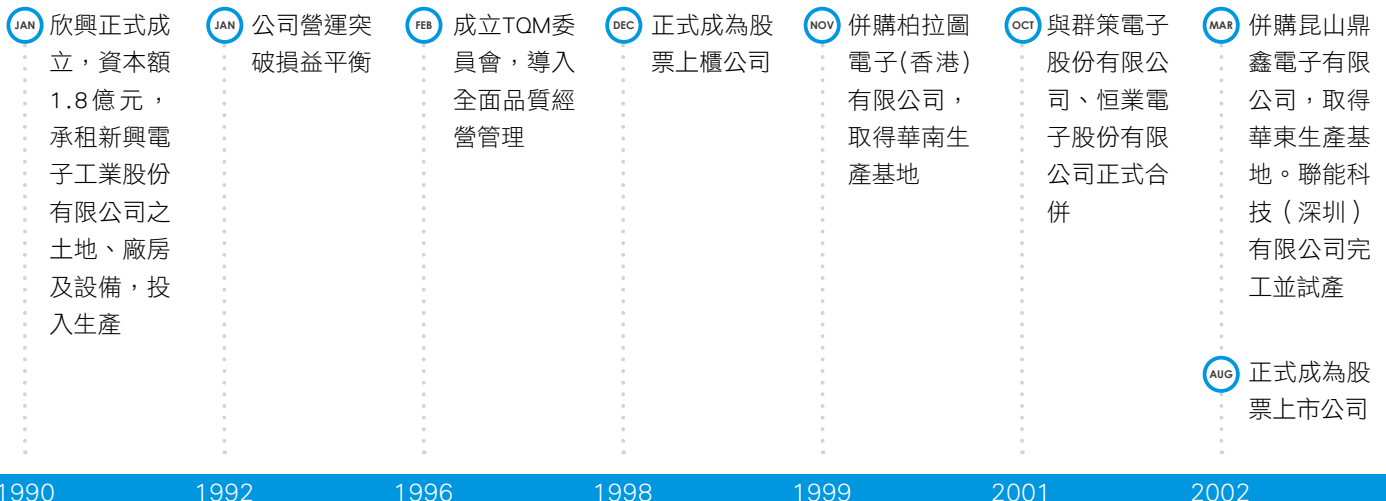 JAN
欣興正式成
立，資本額
1.8億元，
承租新興電
子工業股份
有限公司之
土地、廠房
及設備，投
入生產
JAN
公司營運突
破損益平衡
FEB
成立TQM委
員會，導入
全面品質經
營管理
DEC
正式成為股
票上櫃公司
NOV
併購柏拉圖
電子(香港)
有限公司，
取得華南生
產基地
OCT
與群策電子
股份有限公
司、恒業電
子股份有限
公司正式合
併
MAR
併購昆山鼎
鑫電子有限
公司，取得
華東生產基
地。聯能科
技（深圳）
有限公司完
工並試產
AUG
正式成為股
票上市公司
1990
1992
1996
1998
1999
2001
2002